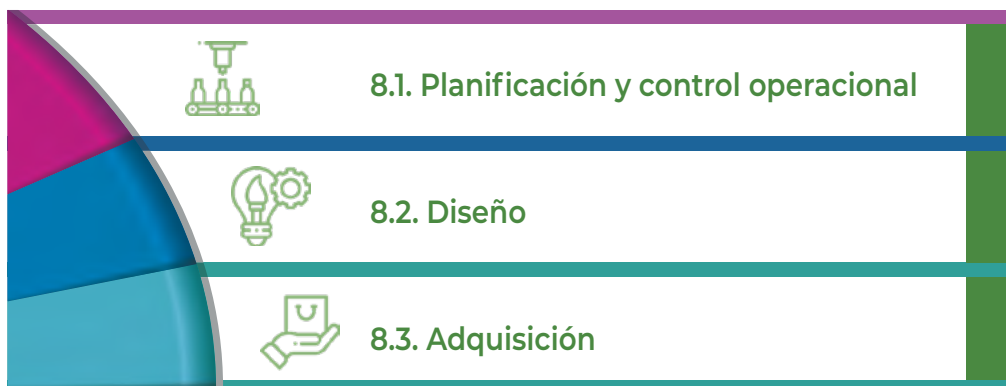 8.1. Planificación y control operacional
8.2. Diseño
8.3. Adquisición